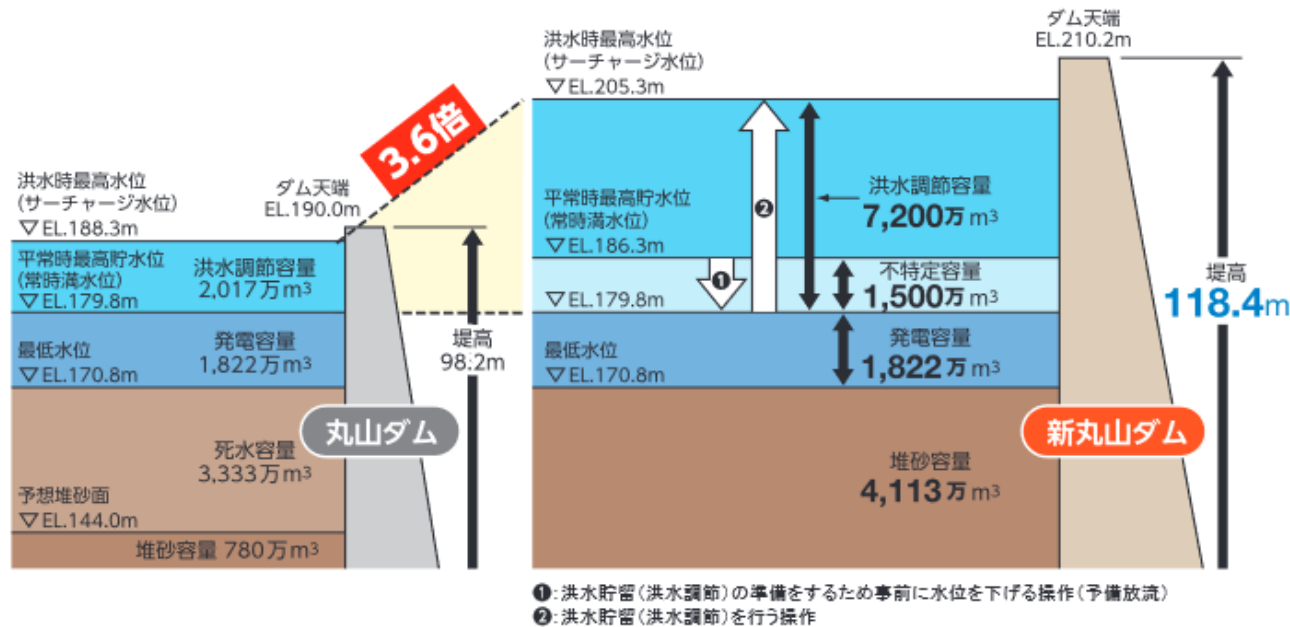 洪水時最高水位
(サーチャージ水位)
▽EL.188.3m
ダム天端
EL.190.0m
3.6倍
平常時最高貯水位
(常時満水位)
▽EL.179.8m
洪水調節容量
2,017万m³
最低水位
▽EL.170.8m
発電容量
1,822万m³
堤高
98.2m
丸山ダム
死水容量
3,333万m³
予想堆砂面
▽EL.144.0m
堆砂容量 780万m³
洪水時最高水位
(サーチャージ水位)
▽EL.205.3m
ダム天端
EL.210.2m
❷
洪水調節容量
7,200万m³
平常時最高貯水位
(常時満水位)
▽EL.186.3m
❶
不特定容量
1,500万m³
▽EL.179.8m
発電容量
1,822万m³
最低水位
▽EL.170.8m
堤高
118.4m
新丸山ダム
堆砂容量
4,113万m³
❶:洪水貯留(洪水調節)の準備をするため事前に水位を下げる操作(予備放流)
❷:洪水貯留(洪水調節)を行う操作